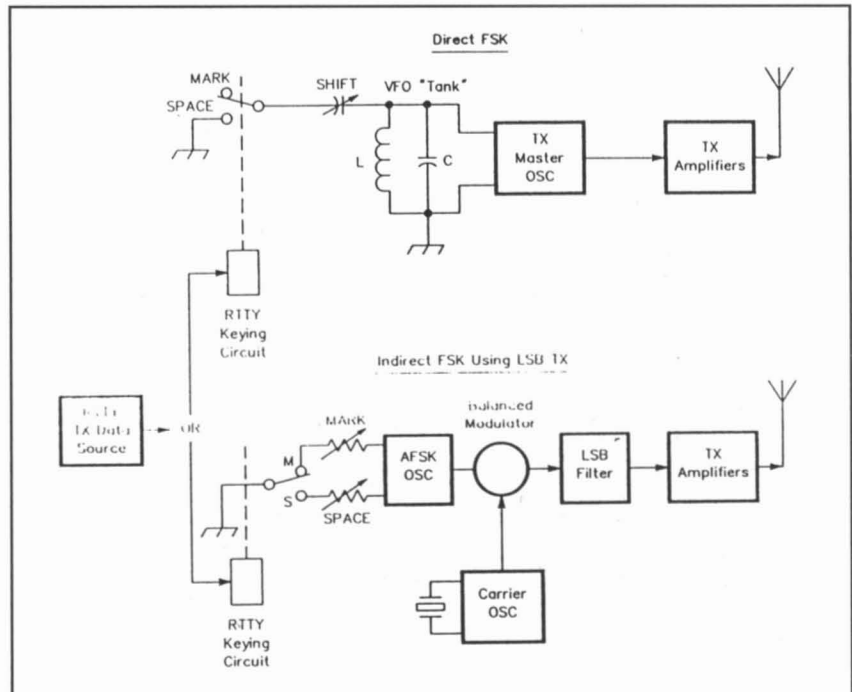 Direct FSK
MARK
SPACE
SHIFT
VFO "Tank"
L
C
TX
Master
OSC
TX
Amplifiers
RTTY
Keying
Circuit
Indirect FSK Using LSB TX
TX Data
Source
OR
M
S
MARK
SPACE
AFSK
OSC
Balanced
Modulator
LSB
Filter
TX
Amplifiers
Carrier
OSC
RTTY
Keying
Circuit